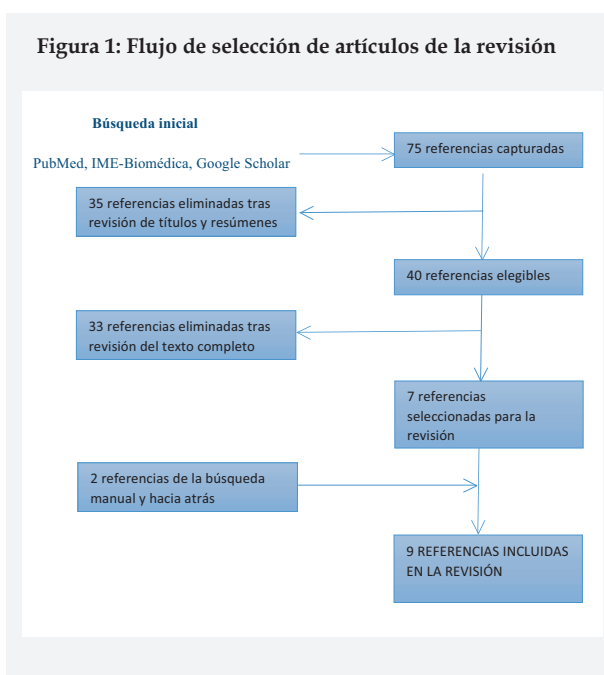 Figura 1: Flujo de selección de artículos de la revisión
Búsqueda inicial
PubMed, IME-Biomédica, Google Scholar
75 referencias capturadas
35 referencias eliminadas tras
revisión de títulos y resúmenes
40 referencias elegibles
33 referencias eliminadas tras
revisión del texto completo
7 referencias
seleccionadas para la
revisión
2 referencias de la búsqueda
manual y hacia atrás
9 REFERENCIAS INCLUIDAS
EN LA REVISIÓN